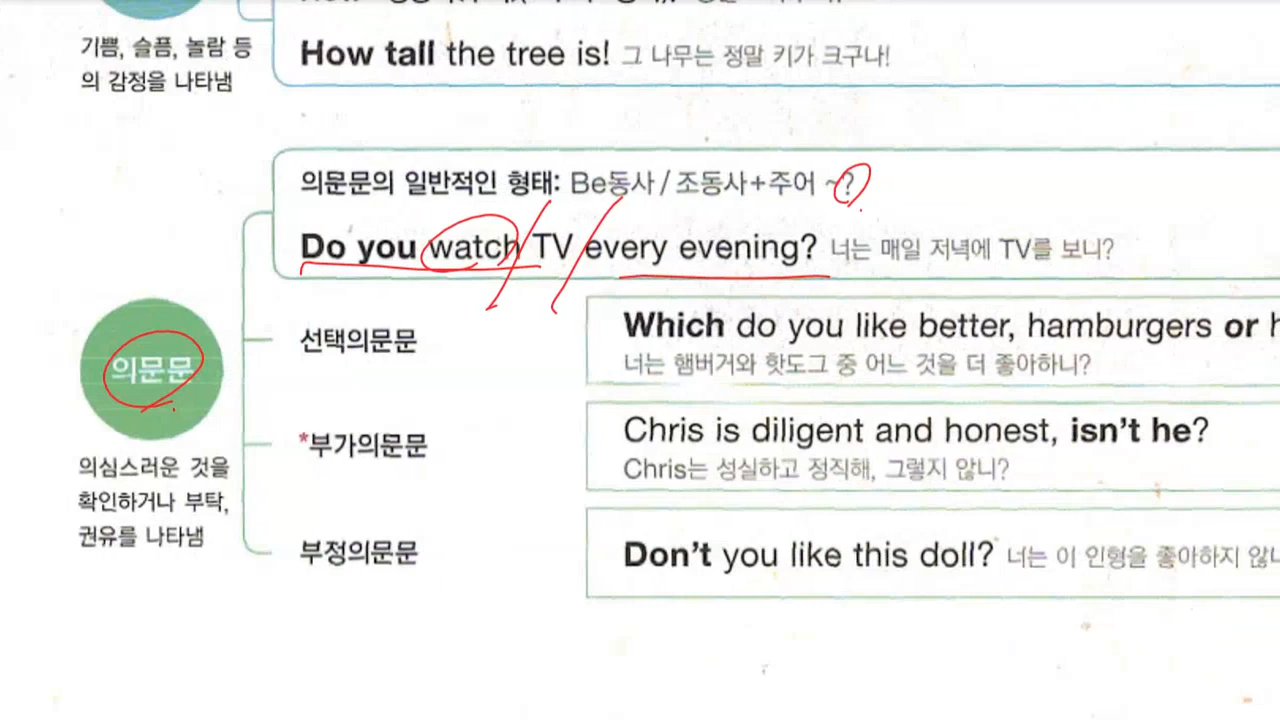 기쁨, 슬픔, 놀람 등
의 감정을 나타냄
How tall the tree is! 그 나무는 정말 키가 크구나!
의문문의 일반적인 형태: Be동사 / 조동사+주어 ~?
Do you watch TV every evening? 너는 매일 저녁에 TV를 보니?
의문문
의심스러운 것을
확인하거나 부탁,
권유를 나타냄
선택의문문
Which do you like better, hamburgers or
너는 햄버거와 핫도그 중 어느 것을 더 좋아하니?
*부가의문문
Chris is diligent and honest, isn't he?
Chris는 성실하고 정직해, 그렇지 않니?
부정의문문
Don't you like this doll? 너는 이 인형을 좋아하지 않